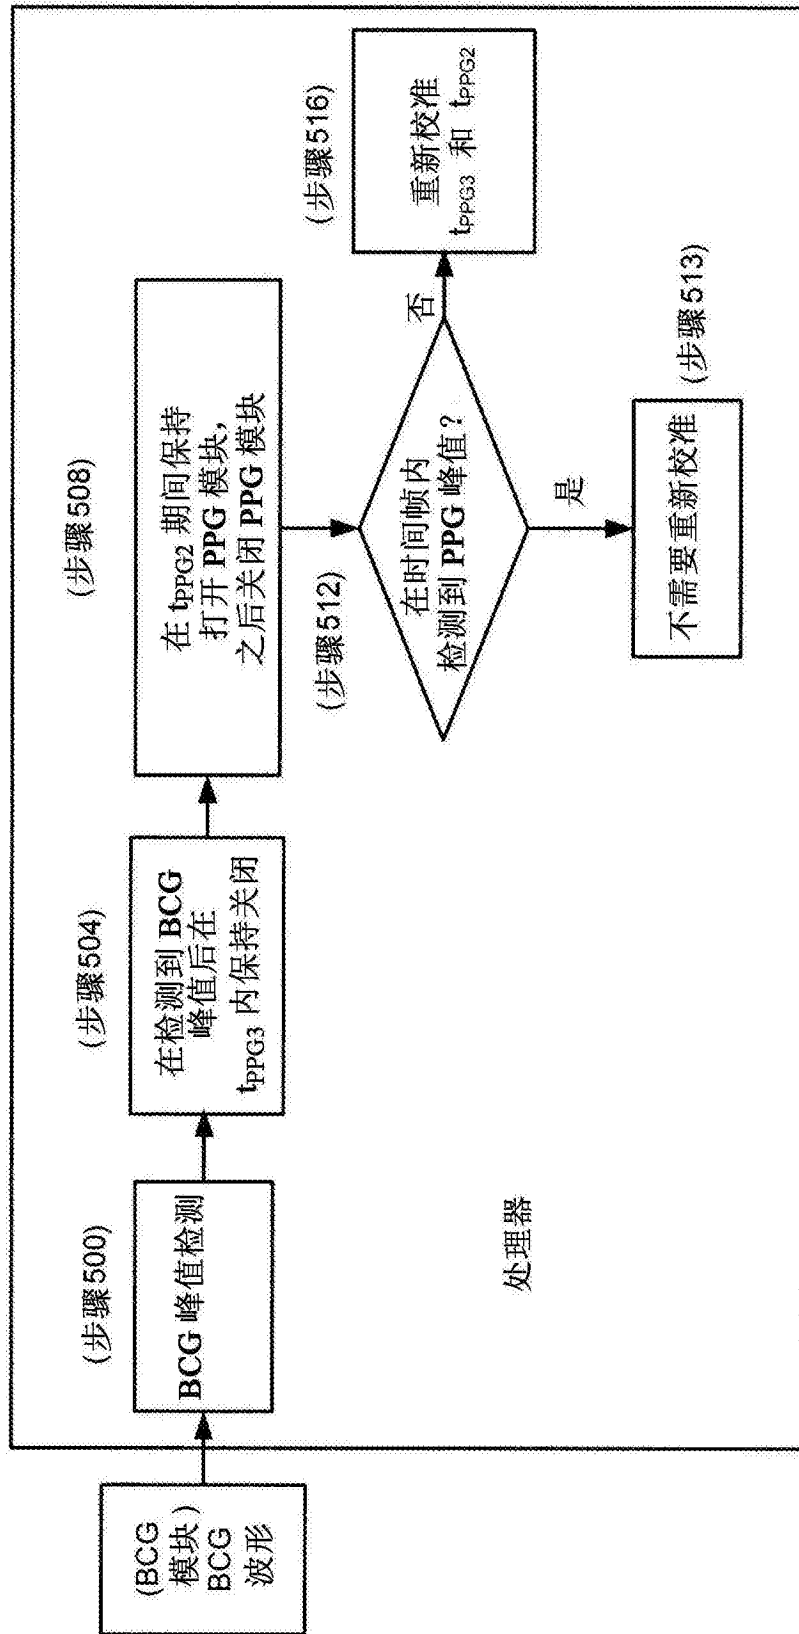 (BCG
模块)
BCG
波形
(步骤500)
BCG 峰值检测
(步骤504)
在检测到 BCG
峰值后在
tPPG3 内保持关闭
(步骤508)
在 tPPG2 期间保持
打开 PPG 模块,
之后关闭 PPG 模块
(步骤512)
在时间帧内
检测到 PPG 峰值?
否
(步骤516)
重新校准
tPPG3 和 tPPG2
是
(步骤513)
不需要重新校准
处理器